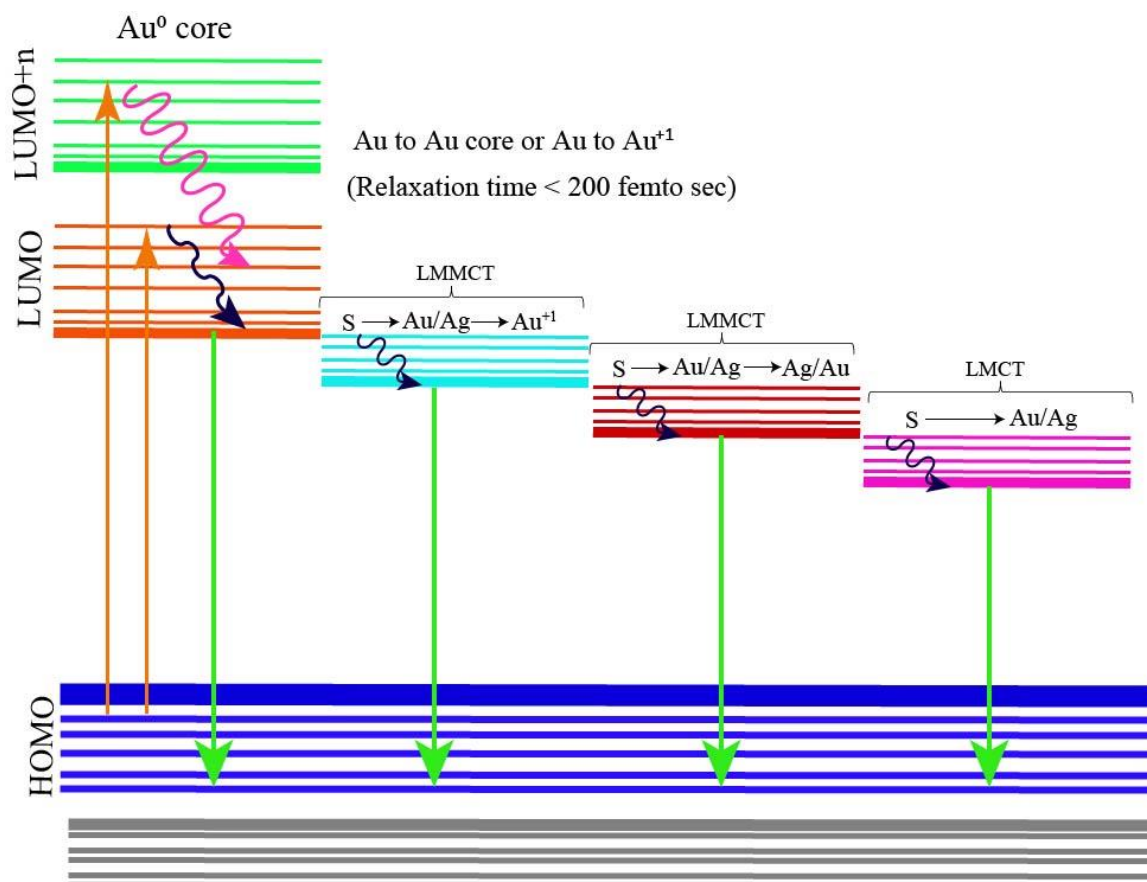 Au⁰ core
LUMO+n
Au to Au core or Au to Au⁺¹
(Relaxation time < 200 femto sec)
LUMO
LMMCT
S → Au/Ag → Au⁺¹
LMMCT
S → Au/Ag → Ag/Au
LMCT
S → Au/Ag
HOMO